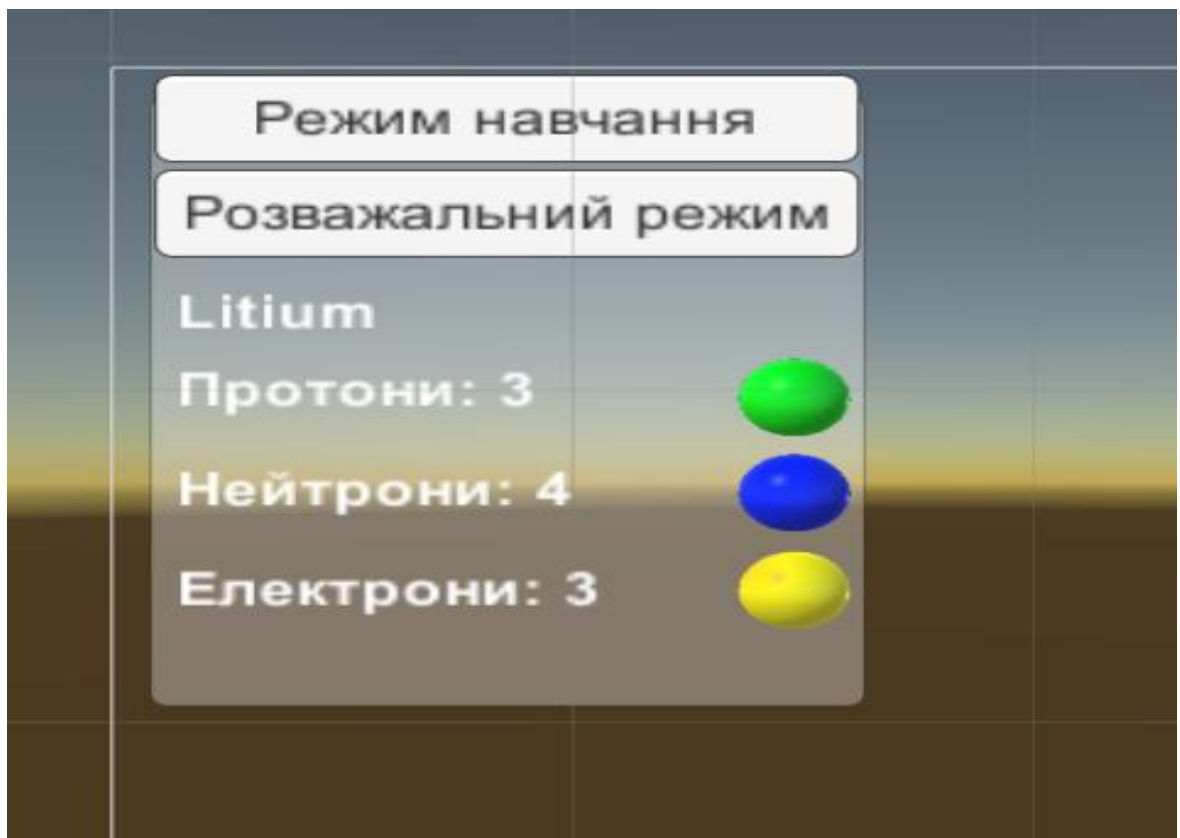 Режим навчання
Розважальний режим
Litium
Протони: 3
Нейтрони: 4
Електрони: 3